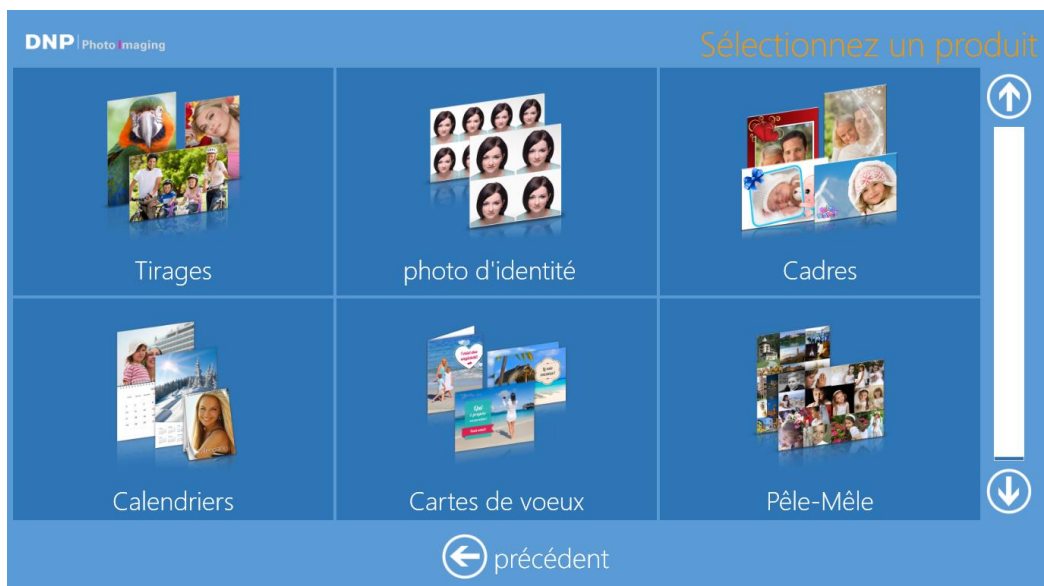 DNP Photo Imaging
Sélectionnez un produit
Tirages
photo d'identité
Cadres
Calendriers
Cartes de voeux
Pêle-Mêle
précédent